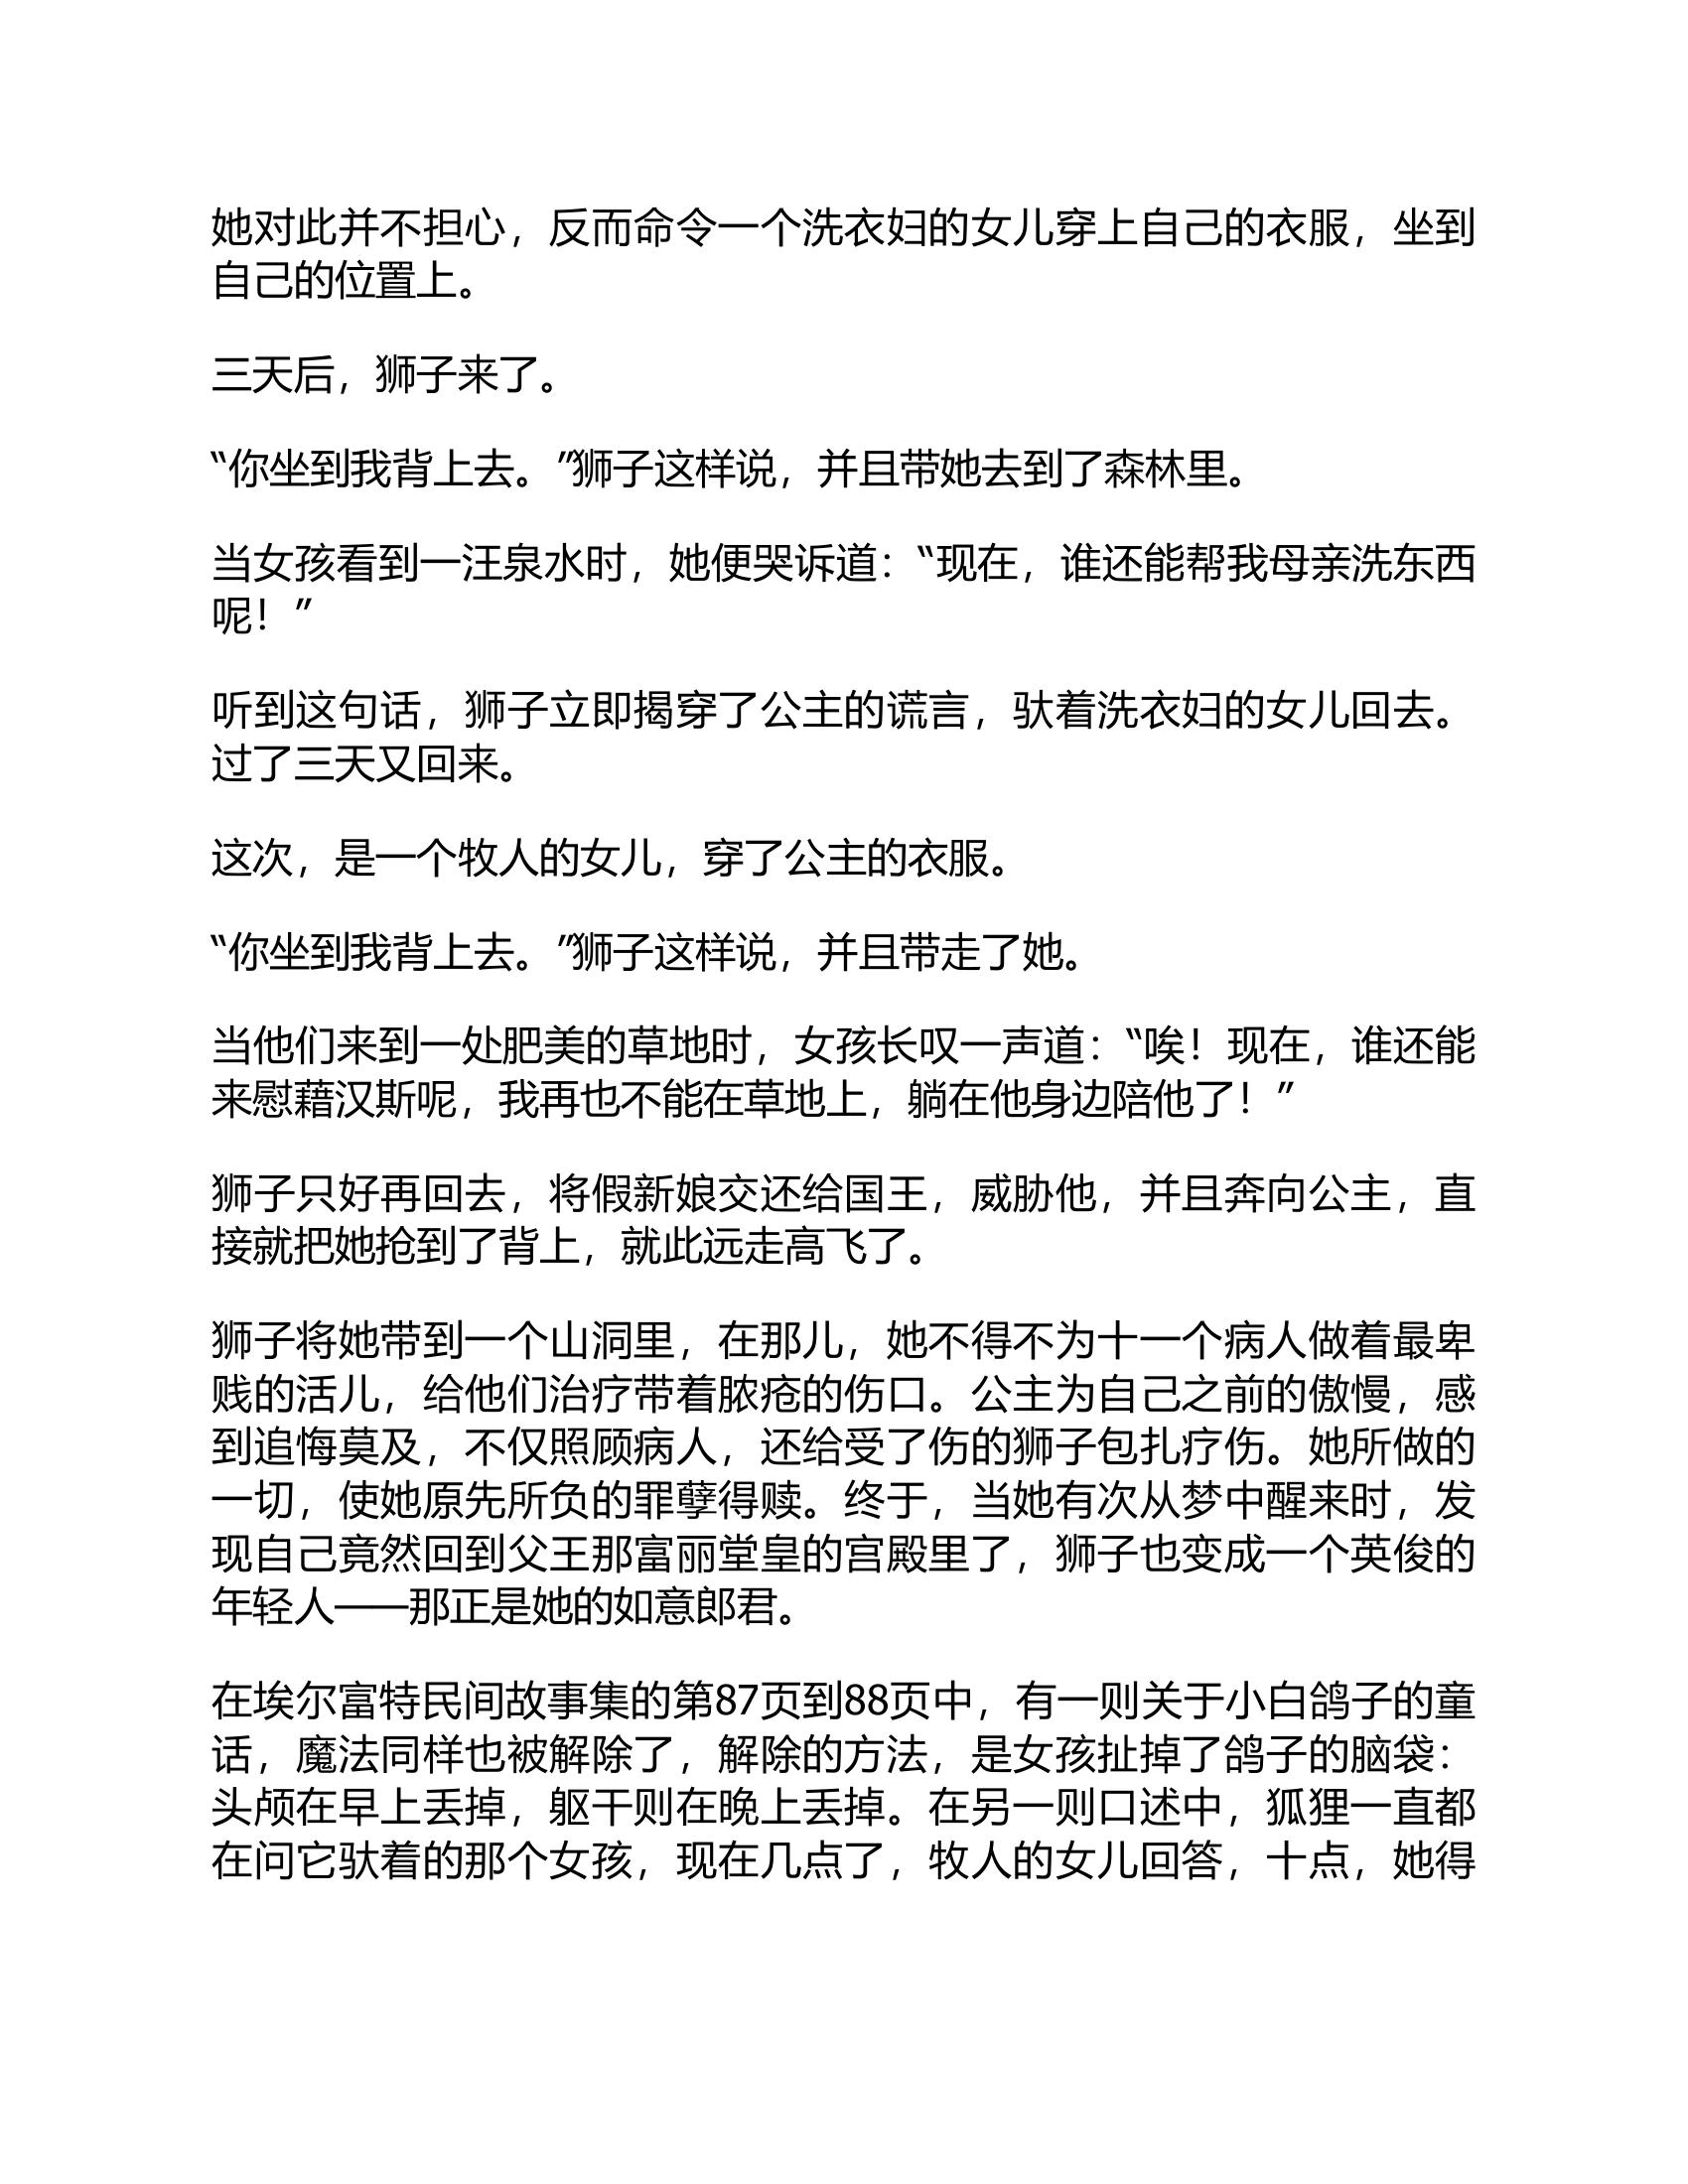 她对此并不担心，反而命令一个洗衣妇的女儿穿上自己的衣服，坐到
自己的位置上。
三天后，狮子来了。
“你坐到我背上去。”狮子这样说，并且带她去到了森林里。
当女孩看到一汪泉水时，她便哭诉道：“现在，谁还能帮我母亲洗东西
呢！”
听到这句话，狮子立即揭穿了公主的谎言，驮着洗衣妇的女儿回去。
过了三天又回来。
这次，是一个牧人的女儿，穿了公主的衣服。
“你坐到我背上去。”狮子这样说，并且带走了她。
当他们来到一处肥美的草地时，女孩长叹一声道：“唉！现在，谁还能
来慰藉汉斯呢，我再也不能在草地上，躺在他身边陪他了！”
狮子只好再回去，将假新娘交还给国王，威胁他，并且奔向公主，直
接就把她抢到了背上，就此远走高飞了。
狮子将她带到一个山洞里，在那儿，她不得不为十一个病人做着最卑
贱的活儿，给他们治疗带着脓疮的伤口。公主为自己之前的傲慢，感
到追悔莫及，不仅照顾病人，还给受了伤的狮子包扎疗伤。她所做的
一切，使她原先所负的罪孽得赎。终于，当她有次从梦中醒来时，发
现自己竟然回到父王那富丽堂皇的宫殿里了，狮子也变成一个英俊的
年轻人——那正是她的如意郎君。
在埃尔富特民间故事集的第87页到88页中，有一则关于小白鸽子的童
话，魔法同样也被解除了，解除的方法，是女孩扯掉了鸽子的脑袋：
头颅在早上丢掉，躯干则在晚上丢掉。在另一则口述中，狐狸一直都
在问它驮着的那个女孩，现在几点了，牧人的女儿回答，十点，她得